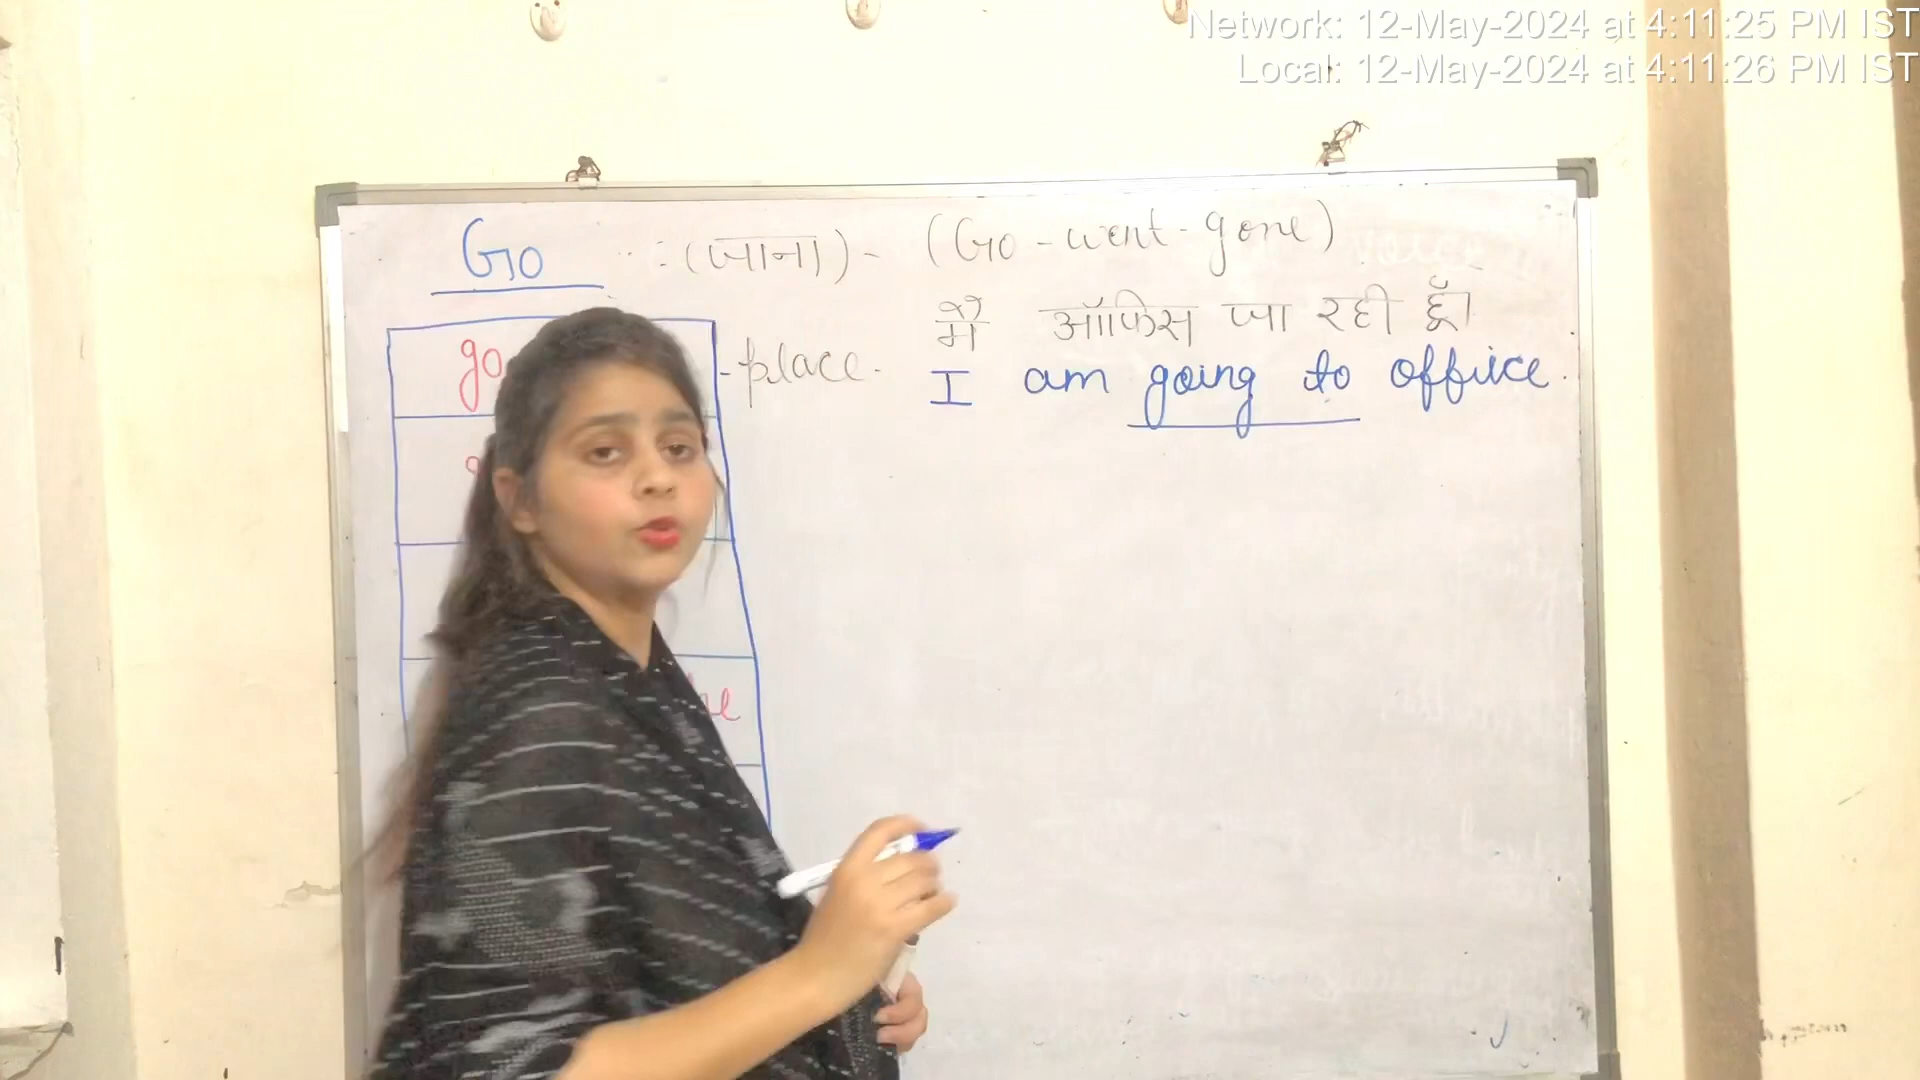 Network: 12-May-2024 at 4:11:25 PM IST
Local: 12-May-2024 at 4:11:26 PM IST
Go : (जाना) - (Go - went - gone)
मैं ऑफिस जा रही हूँ।
go - place.
I am going to office.